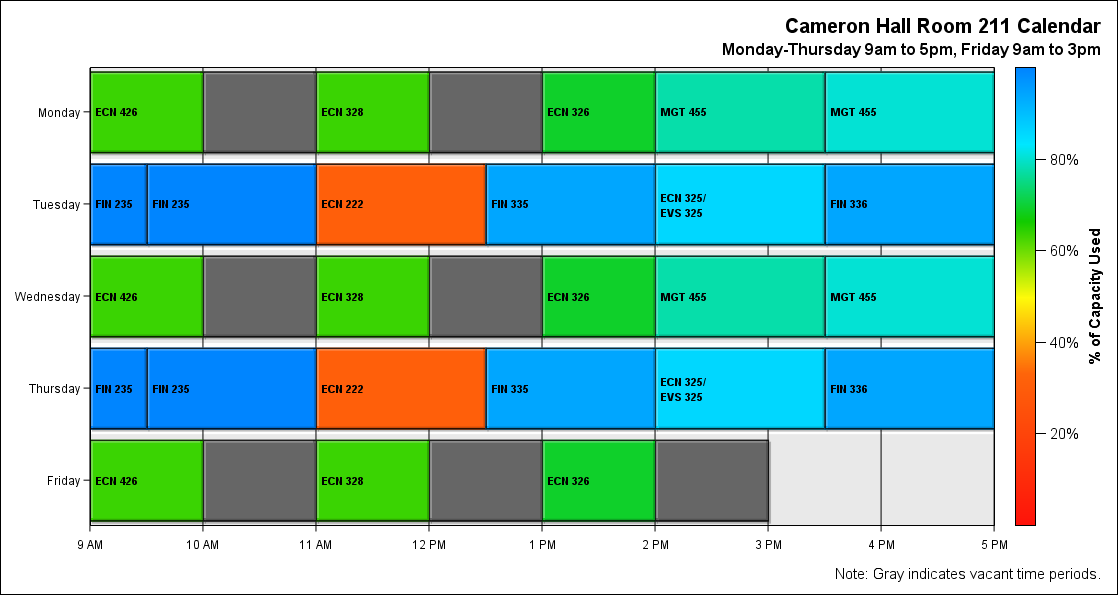 Cameron Hall Room 211 Calendar
Monday-Thursday 9am to 5pm, Friday 9am to 3pm
Monday
ECN 426
ECN 328
ECN 326
MGT 455
MGT 455
Tuesday
FIN 235
FIN 235
ECN 222
FIN 335
ECN 325/
EVS 325
FIN 336
Wednesday
ECN 426
ECN 328
ECN 326
MGT 455
MGT 455
Thursday
FIN 235
FIN 235
ECN 222
FIN 335
ECN 325/
EVS 325
FIN 336
Friday
ECN 426
ECN 328
ECN 326
9 AM
10 AM
11 AM
12 PM
1 PM
2 PM
3 PM
4 PM
5 PM
80%
60%
40%
20%
% of Capacity Used
Note: Gray indicates vacant time periods.